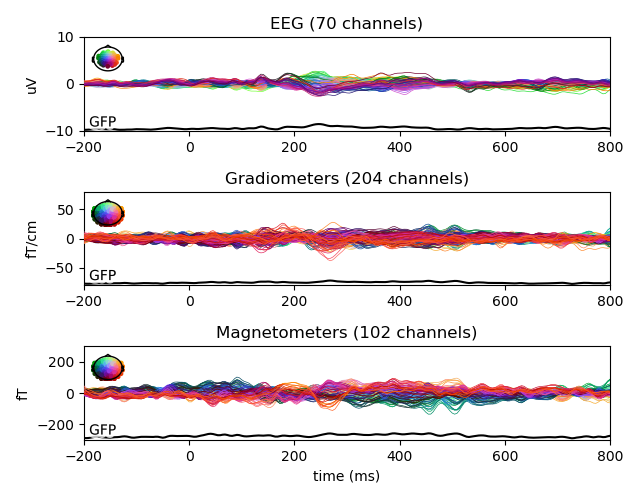 EEG (70 channels)
10
0
−10
uV
GFP
−200 0 200 400 600 800
Gradiometers (204 channels)
50
0
−50
fT/cm
GFP
−200 0 200 400 600 800
Magnetometers (102 channels)
200
0
−200
fT
GFP
−200 0 200 400 600 800
time (ms)